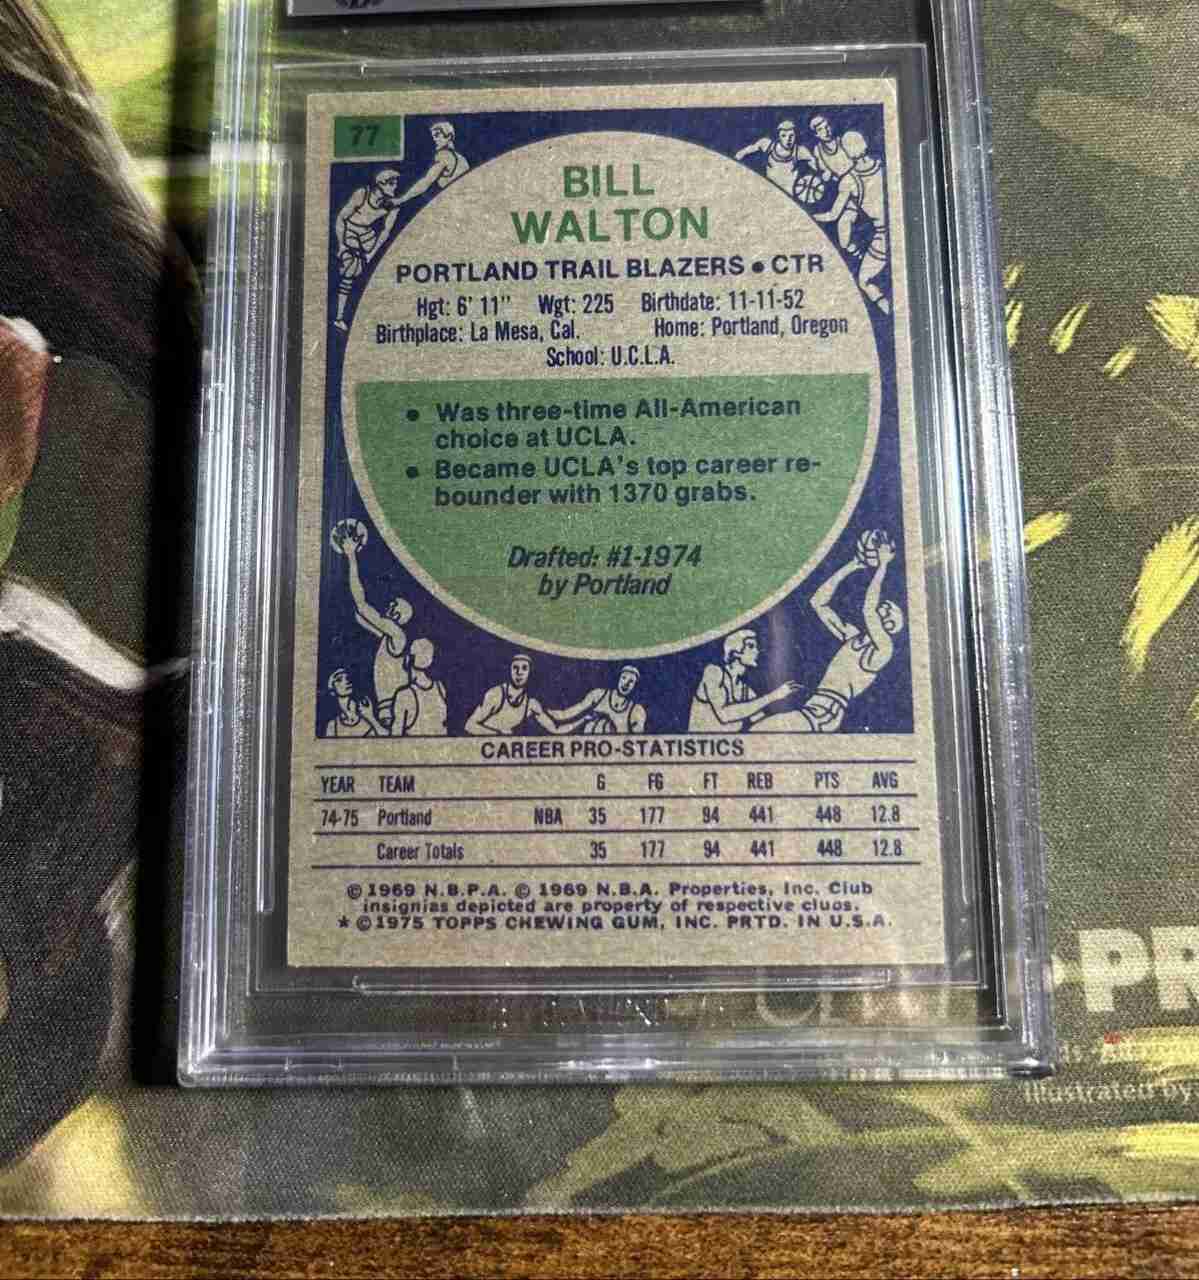 77
BILL
WALTON
PORTLAND TRAIL BLAZERS • CTR
Hgt: 6' 11" Wgt: 225 Birthdate: 11-11-52
Birthplace: La Mesa, Cal. Home: Portland, Oregon
School: U.C.L.A.
• Was three-time All-American
choice at UCLA.
• Became UCLA's top career re-
bounder with 1370 grabs.
Drafted: #1-1974
by Portland
CAREER PRO-STATISTICS
YEAR TEAM G FG FT REB PTS AVG
74-75 Portland NBA 35 177 94 441 448 12.8
Career Totals 35 177 94 441 448 12.8
© 1969 N.B.P.A. © 1969 N.B.A. Properties, Inc. Club
insignias depicted are property of respective clubs.
* © 1975 TOPPS CHEWING GUM, INC. PRTD. IN U.S.A.
PR
Illustrated by